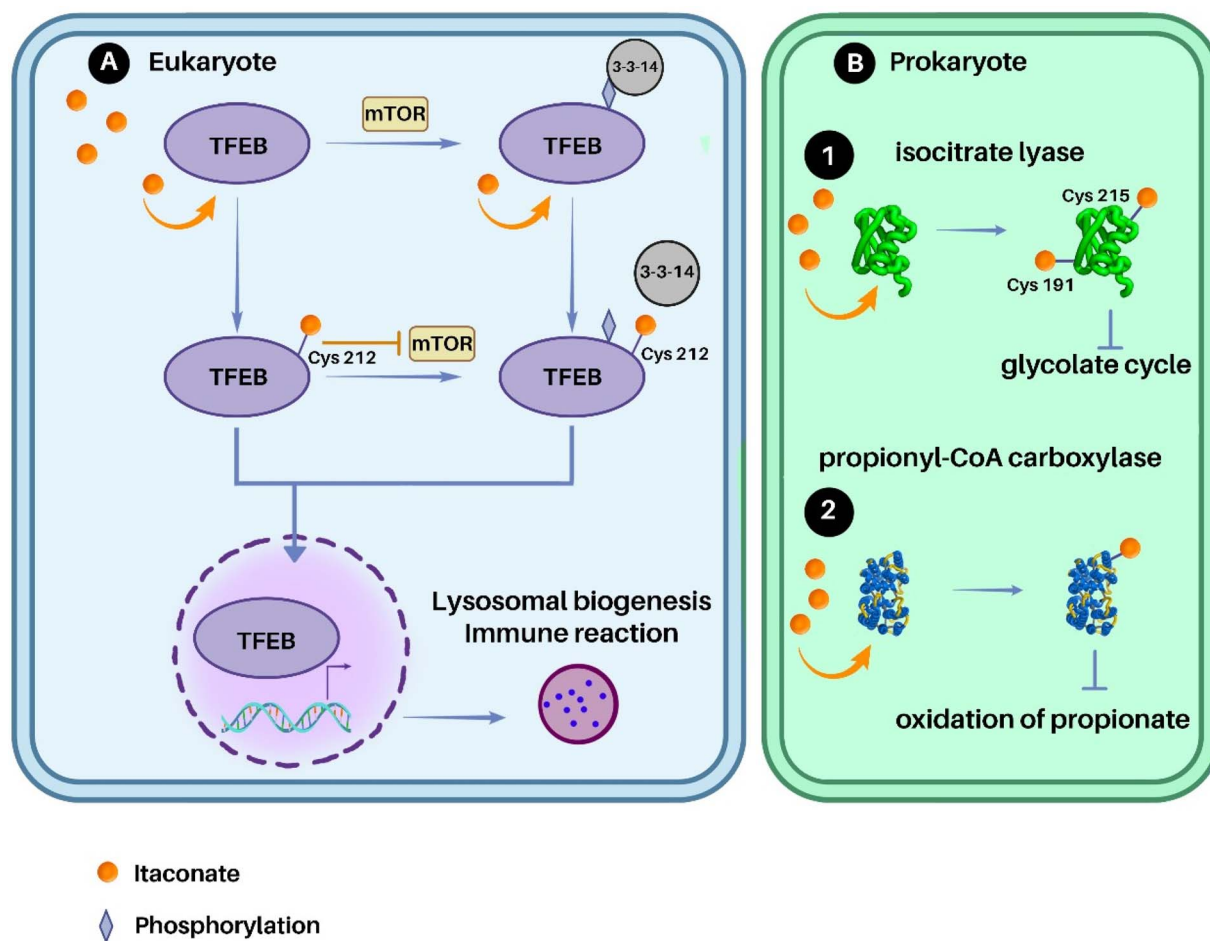 A Eukaryote
3-3-14
mTOR
TFEB
TFEB
3-3-14
Cys 212
mTOR
Cys 212
TFEB
TFEB
TFEB
Lysosomal biogenesis
Immune reaction
B Prokaryote
1
isocitrate lyase
Cys 215
Cys 191
glycolate cycle
propionyl-CoA carboxylase
2
oxidation of propionate
Itaconate
Phosphorylation